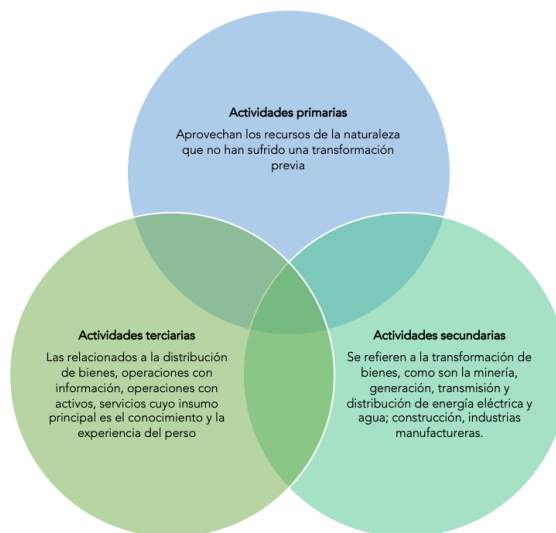 Actividades primarias
Aprovechan los recursos de la naturaleza
que no han sufrido una transformación
previa
Actividades terciarias
Las relacionados a la distribución
de bienes, operaciones con
información, operaciones con
activos, servicios cuyo insumo
principal es el conocimiento y la
experiencia del perso
Actividades secundarias
Se refieren a la transformación de
bienes, como son la minería,
generación, transmisión y
distribución de energía eléctrica y
agua; construcción, industrias
manufactureras.